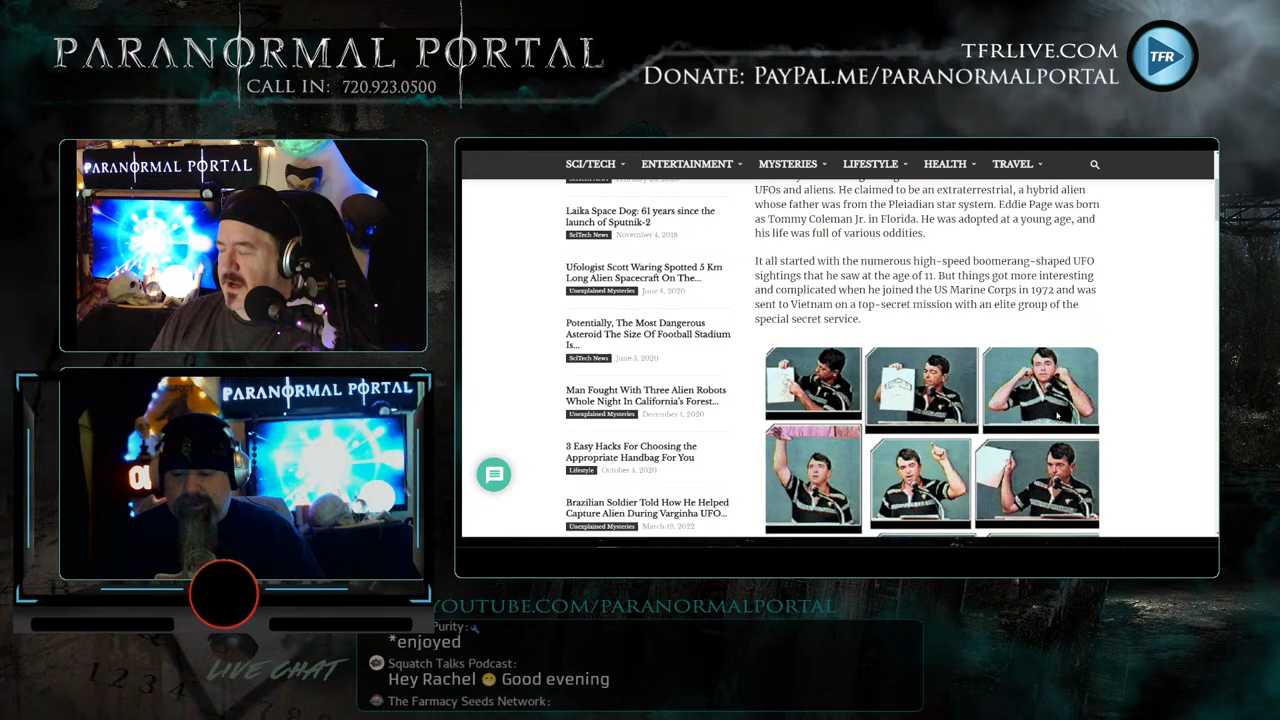 PARANORMAL PORTAL
CALL IN: 720.923.0500
TFRLIVE.COM
DONATE: PAYPAL.ME/PARANORMALPORTAL
TFR
PARANORMAL PORTAL
PARANORMAL PORTAL
SCI/TECH ENTERTAINMENT MYSTERIES LIFESTYLE HEALTH TRAVEL
Laika Space Dog: 61 years since the
launch of Sputnik-2
SciTech News November 4, 2018
Ufologist Scott Waring Spotted 5 Km
Long Alien Spacecraft On The...
Unexplained Mysteries June 8, 2020
Potentially, The Most Dangerous
Asteroid The Size Of Football Stadium
Is...
SciTech News June 5, 2020
Man Fought With Three Alien Robots
Whole Night In California's Forest...
Unexplained Mysteries December 1, 2020
3 Easy Hacks For Choosing the
Appropriate Handbag For You
Lifestyle October 4, 2020
Brazilian Soldier Told How He Helped
Capture Alien During Varginha UFO...
Unexplained Mysteries March 19, 2022
UFOs and aliens. He claimed to be an extraterrestrial, a hybrid alien
whose father was from the Pleiadian star system. Eddie Page was born
as Tommy Coleman Jr. in Florida. He was adopted at a young age, and
his life was full of various oddities.
It all started with the numerous high-speed boomerang-shaped UFO
sightings that he saw at the age of 11. But things got more interesting
and complicated when he joined the US Marine Corps in 1972 and was
sent to Vietnam on a top-secret mission with an elite group of the
special secret service.
YOUTUBE.COM/PARANORMALPORTAL
LIVE CHAT
Purity:
*enjoyed
Squatch Talks Podcast:
Hey Rachel 😁 Good evening
The Farmacy Seeds Network:
1 2 3 4